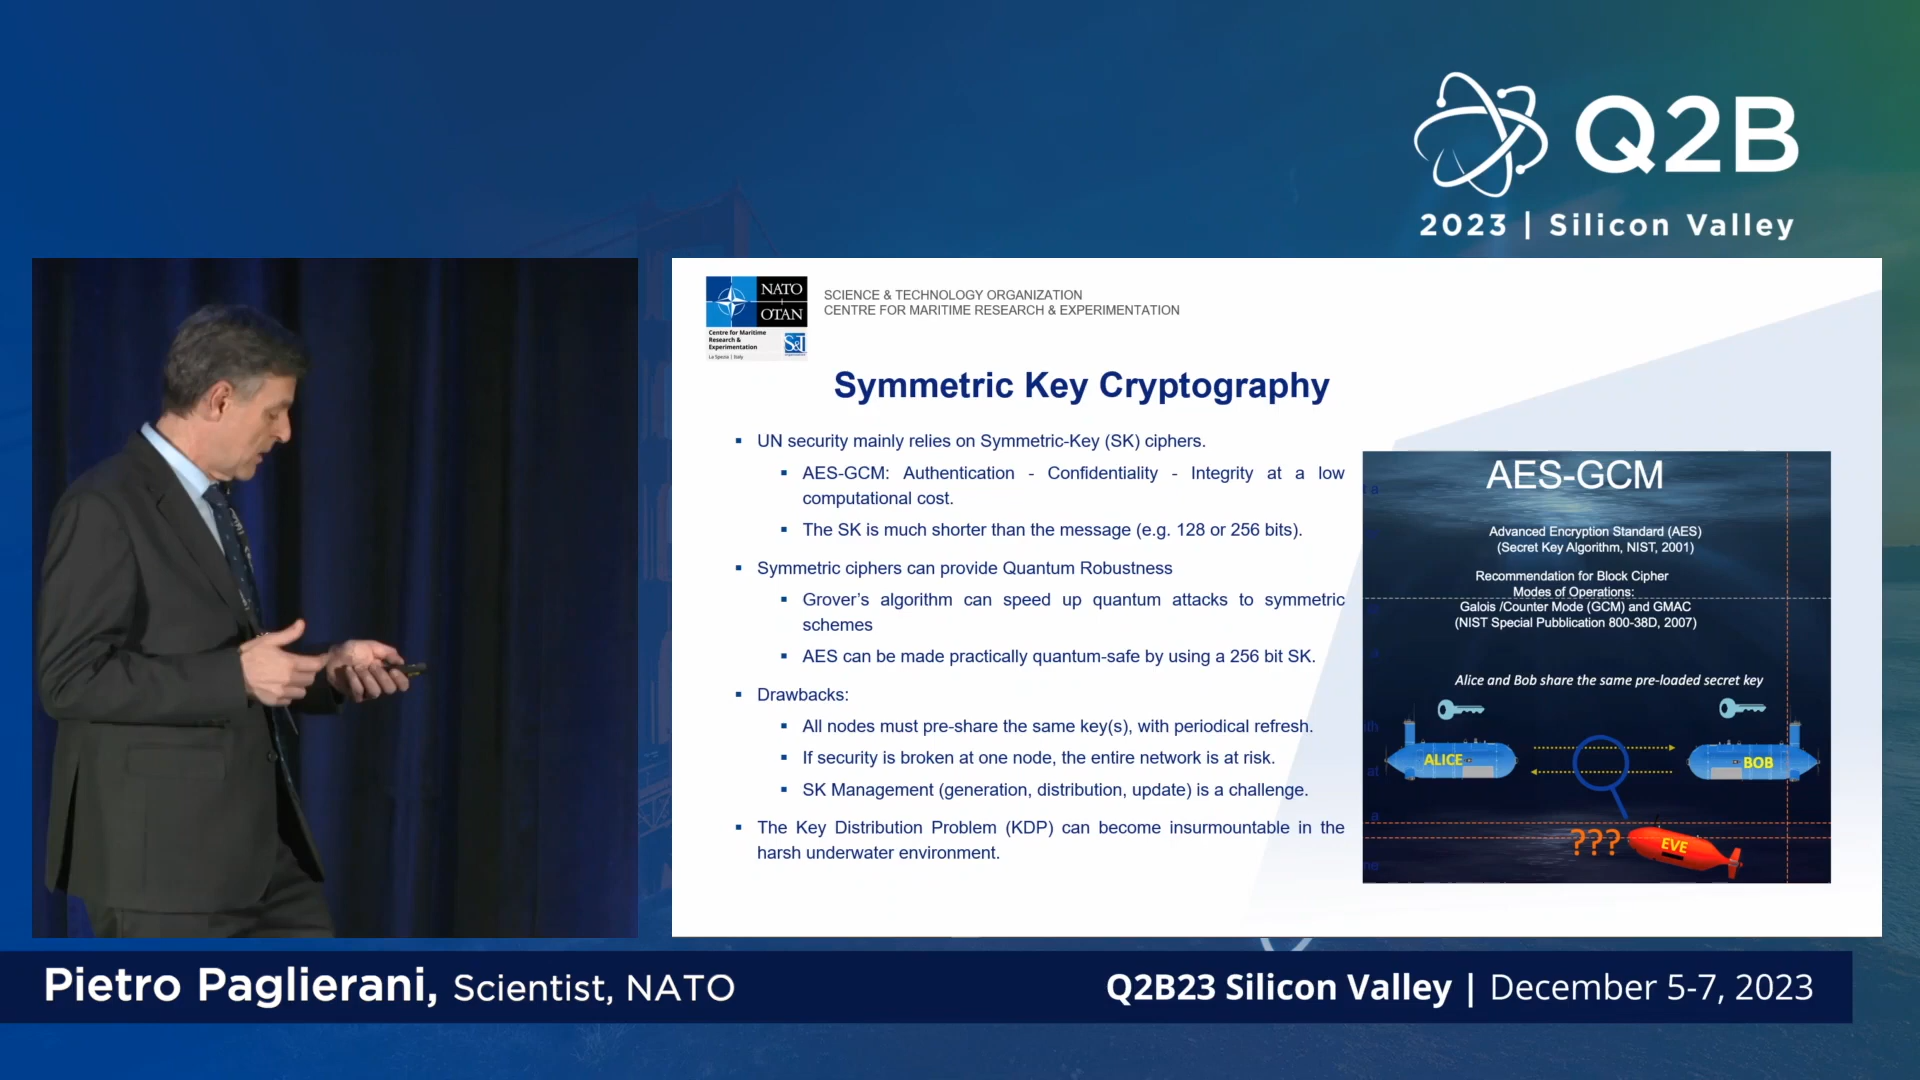 Q2B
2023 | Silicon Valley
NATO
OTAN
Centre for Maritime
Research &
Experimentation
S&T
La Spezia | Italy
SCIENCE & TECHNOLOGY ORGANIZATION
CENTRE FOR MARITIME RESEARCH & EXPERIMENTATION
Symmetric Key Cryptography
▪ UN security mainly relies on Symmetric-Key (SK) ciphers.
▪ AES-GCM: Authentication - Confidentiality - Integrity at a low
computational cost.
▪ The SK is much shorter than the message (e.g. 128 or 256 bits).
▪ Symmetric ciphers can provide Quantum Robustness
▪ Grover's algorithm can speed up quantum attacks to symmetric
schemes
▪ AES can be made practically quantum-safe by using a 256 bit SK.
▪ Drawbacks:
▪ All nodes must pre-share the same key(s), with periodical refresh.
▪ If security is broken at one node, the entire network is at risk.
▪ SK Management (generation, distribution, update) is a challenge.
▪ The Key Distribution Problem (KDP) can become insurmountable in the
harsh underwater environment.
AES-GCM
Advanced Encryption Standard (AES)
(Secret Key Algorithm, NIST, 2001)
Recommendation for Block Cipher
Modes of Operations:
Galois /Counter Mode (GCM) and GMAC
(NIST Special Pubblication 800-38D, 2007)
Alice and Bob share the same pre-loaded secret key
ALICE
BOB
???
EVE
Pietro Paglierani, Scientist, NATO
Q2B23 Silicon Valley | December 5-7, 2023